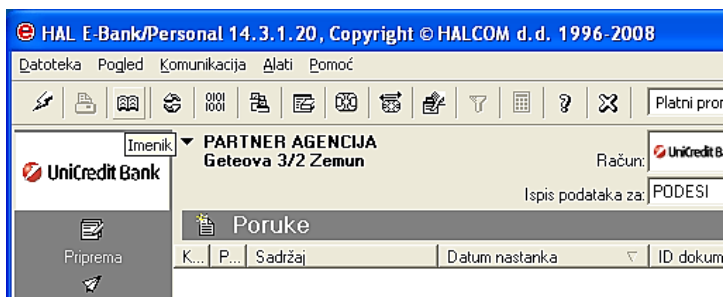 HAL E-Bank/Personal 14.3.1.20, Copyright © HALCOM d.d. 1996-2008
Datoteka Pogled Komunikacija Alati Pomoć
Platni pror
Imenik
PARTNER AGENCIJA
Geteova 3/2 Zemun
UniCredit Bank
Račun: UniCredit B
Ispis podataka za: PODESI
Poruke
Priprema
K... P... Sadržaj Datum nastanka ID dokum